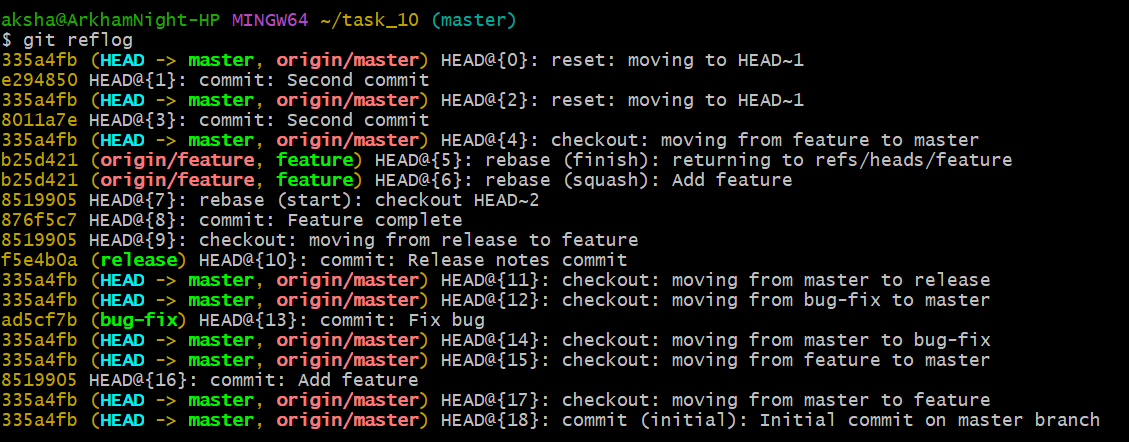 aksha@ArkhamNight-HP MINGW64 ~/task_10 (master)
$ git reflog
335a4fb (HEAD -> master, origin/master) HEAD@{0}: reset: moving to HEAD~1
e294850 HEAD@{1}: commit: Second commit
335a4fb (HEAD -> master, origin/master) HEAD@{2}: reset: moving to HEAD~1
8011a7e HEAD@{3}: commit: Second commit
335a4fb (HEAD -> master, origin/master) HEAD@{4}: checkout: moving from feature to master
b25d421 (origin/feature, feature) HEAD@{5}: rebase (finish): returning to refs/heads/feature
b25d421 (origin/feature, feature) HEAD@{6}: rebase (squash): Add feature
8519905 HEAD@{7}: rebase (start): checkout HEAD~2
876f5c7 HEAD@{8}: commit: Feature complete
8519905 HEAD@{9}: checkout: moving from release to feature
f5e4b0a (release) HEAD@{10}: commit: Release notes commit
335a4fb (HEAD -> master, origin/master) HEAD@{11}: checkout: moving from master to release
335a4fb (HEAD -> master, origin/master) HEAD@{12}: checkout: moving from bug-fix to master
ad5cf7b (bug-fix) HEAD@{13}: commit: Fix bug
335a4fb (HEAD -> master, origin/master) HEAD@{14}: checkout: moving from master to bug-fix
335a4fb (HEAD -> master, origin/master) HEAD@{15}: checkout: moving from feature to master
8519905 HEAD@{16}: commit: Add feature
335a4fb (HEAD -> master, origin/master) HEAD@{17}: checkout: moving from master to feature
335a4fb (HEAD -> master, origin/master) HEAD@{18}: commit (initial): Initial commit on master branch